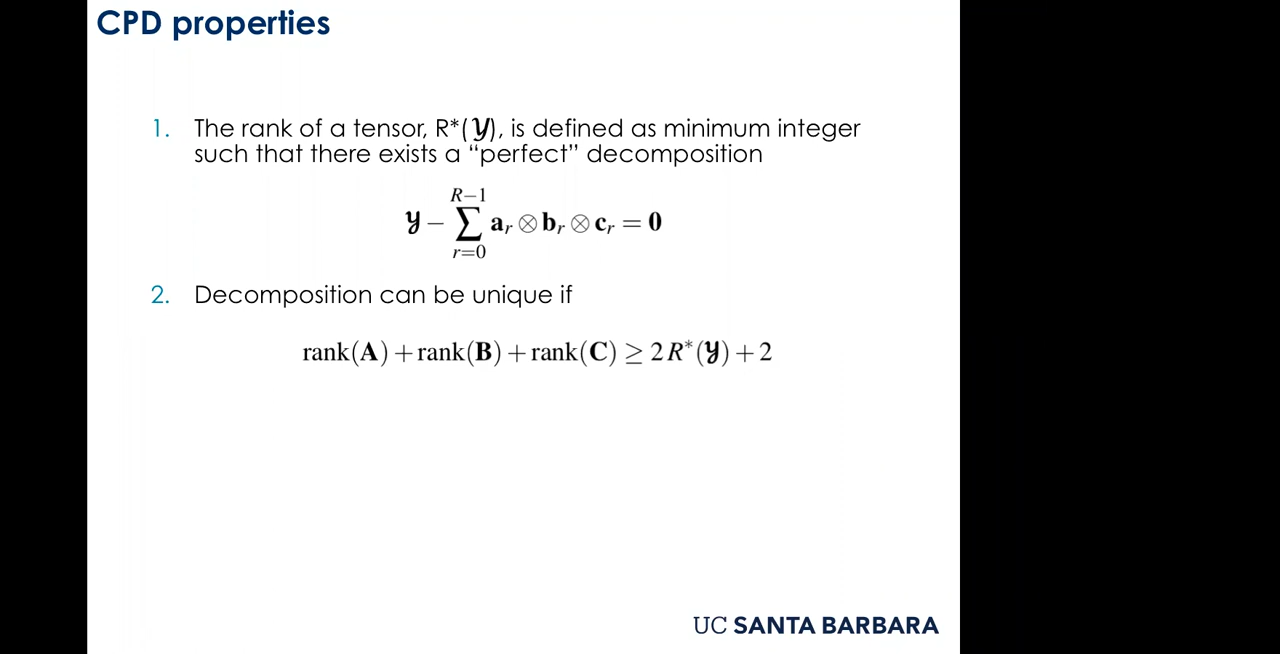 CPD properties
1. The rank of a tensor, R*(𝓨), is defined as minimum integer
such that there exists a “perfect” decomposition
𝓨 − ∑_{r=0}^{R−1} a_r ⊗ b_r ⊗ c_r = 0
2. Decomposition can be unique if
rank(A) + rank(B) + rank(C) ≥ 2 R*(𝓨) + 2
UC SANTA BARBARA